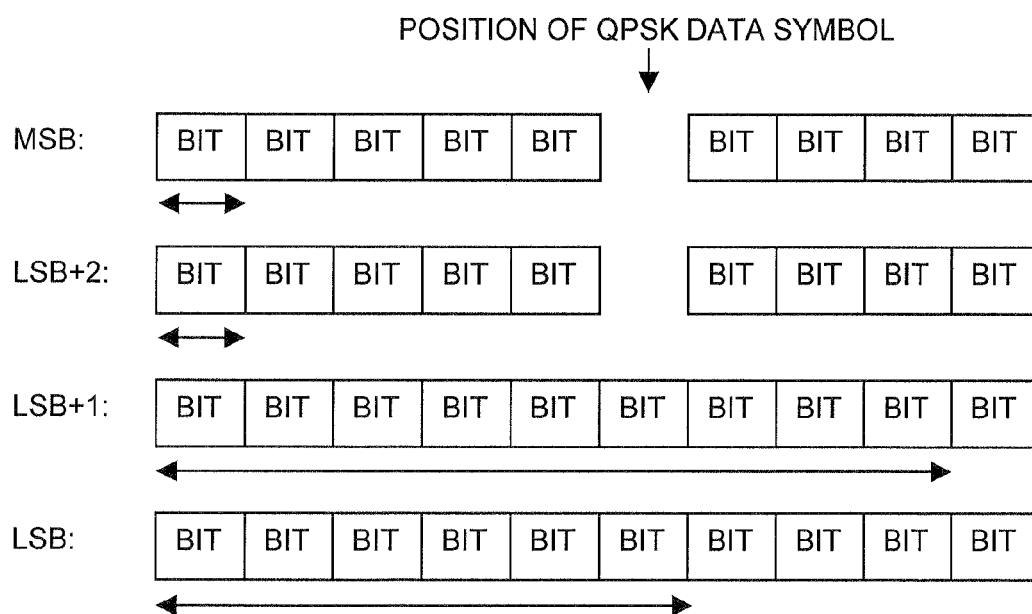 POSITION OF QPSK DATA SYMBOL
MSB: BIT BIT BIT BIT BIT BIT BIT BIT BIT
LSB+2: BIT BIT BIT BIT BIT BIT BIT BIT BIT
LSB+1: BIT BIT BIT BIT BIT BIT BIT BIT BIT BIT
LSB: BIT BIT BIT BIT BIT BIT BIT BIT BIT BIT